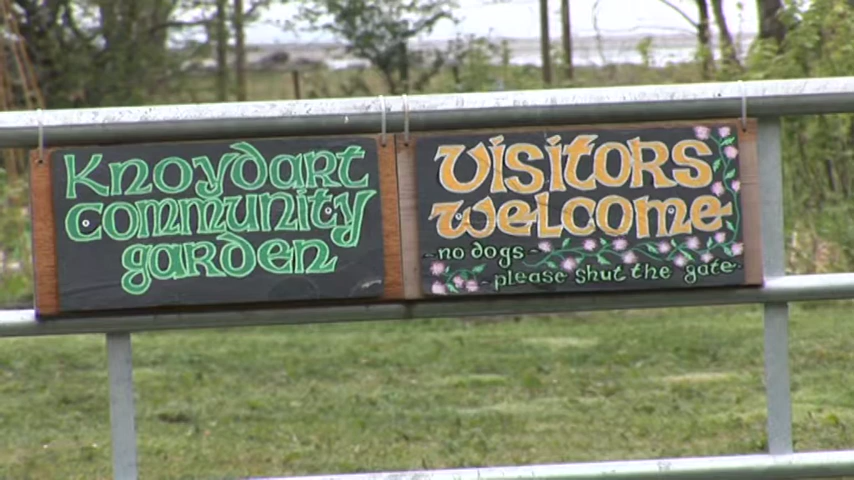 Knoydart
community
garden
visitors
welcome
-no dogs-
-please shut the gate-